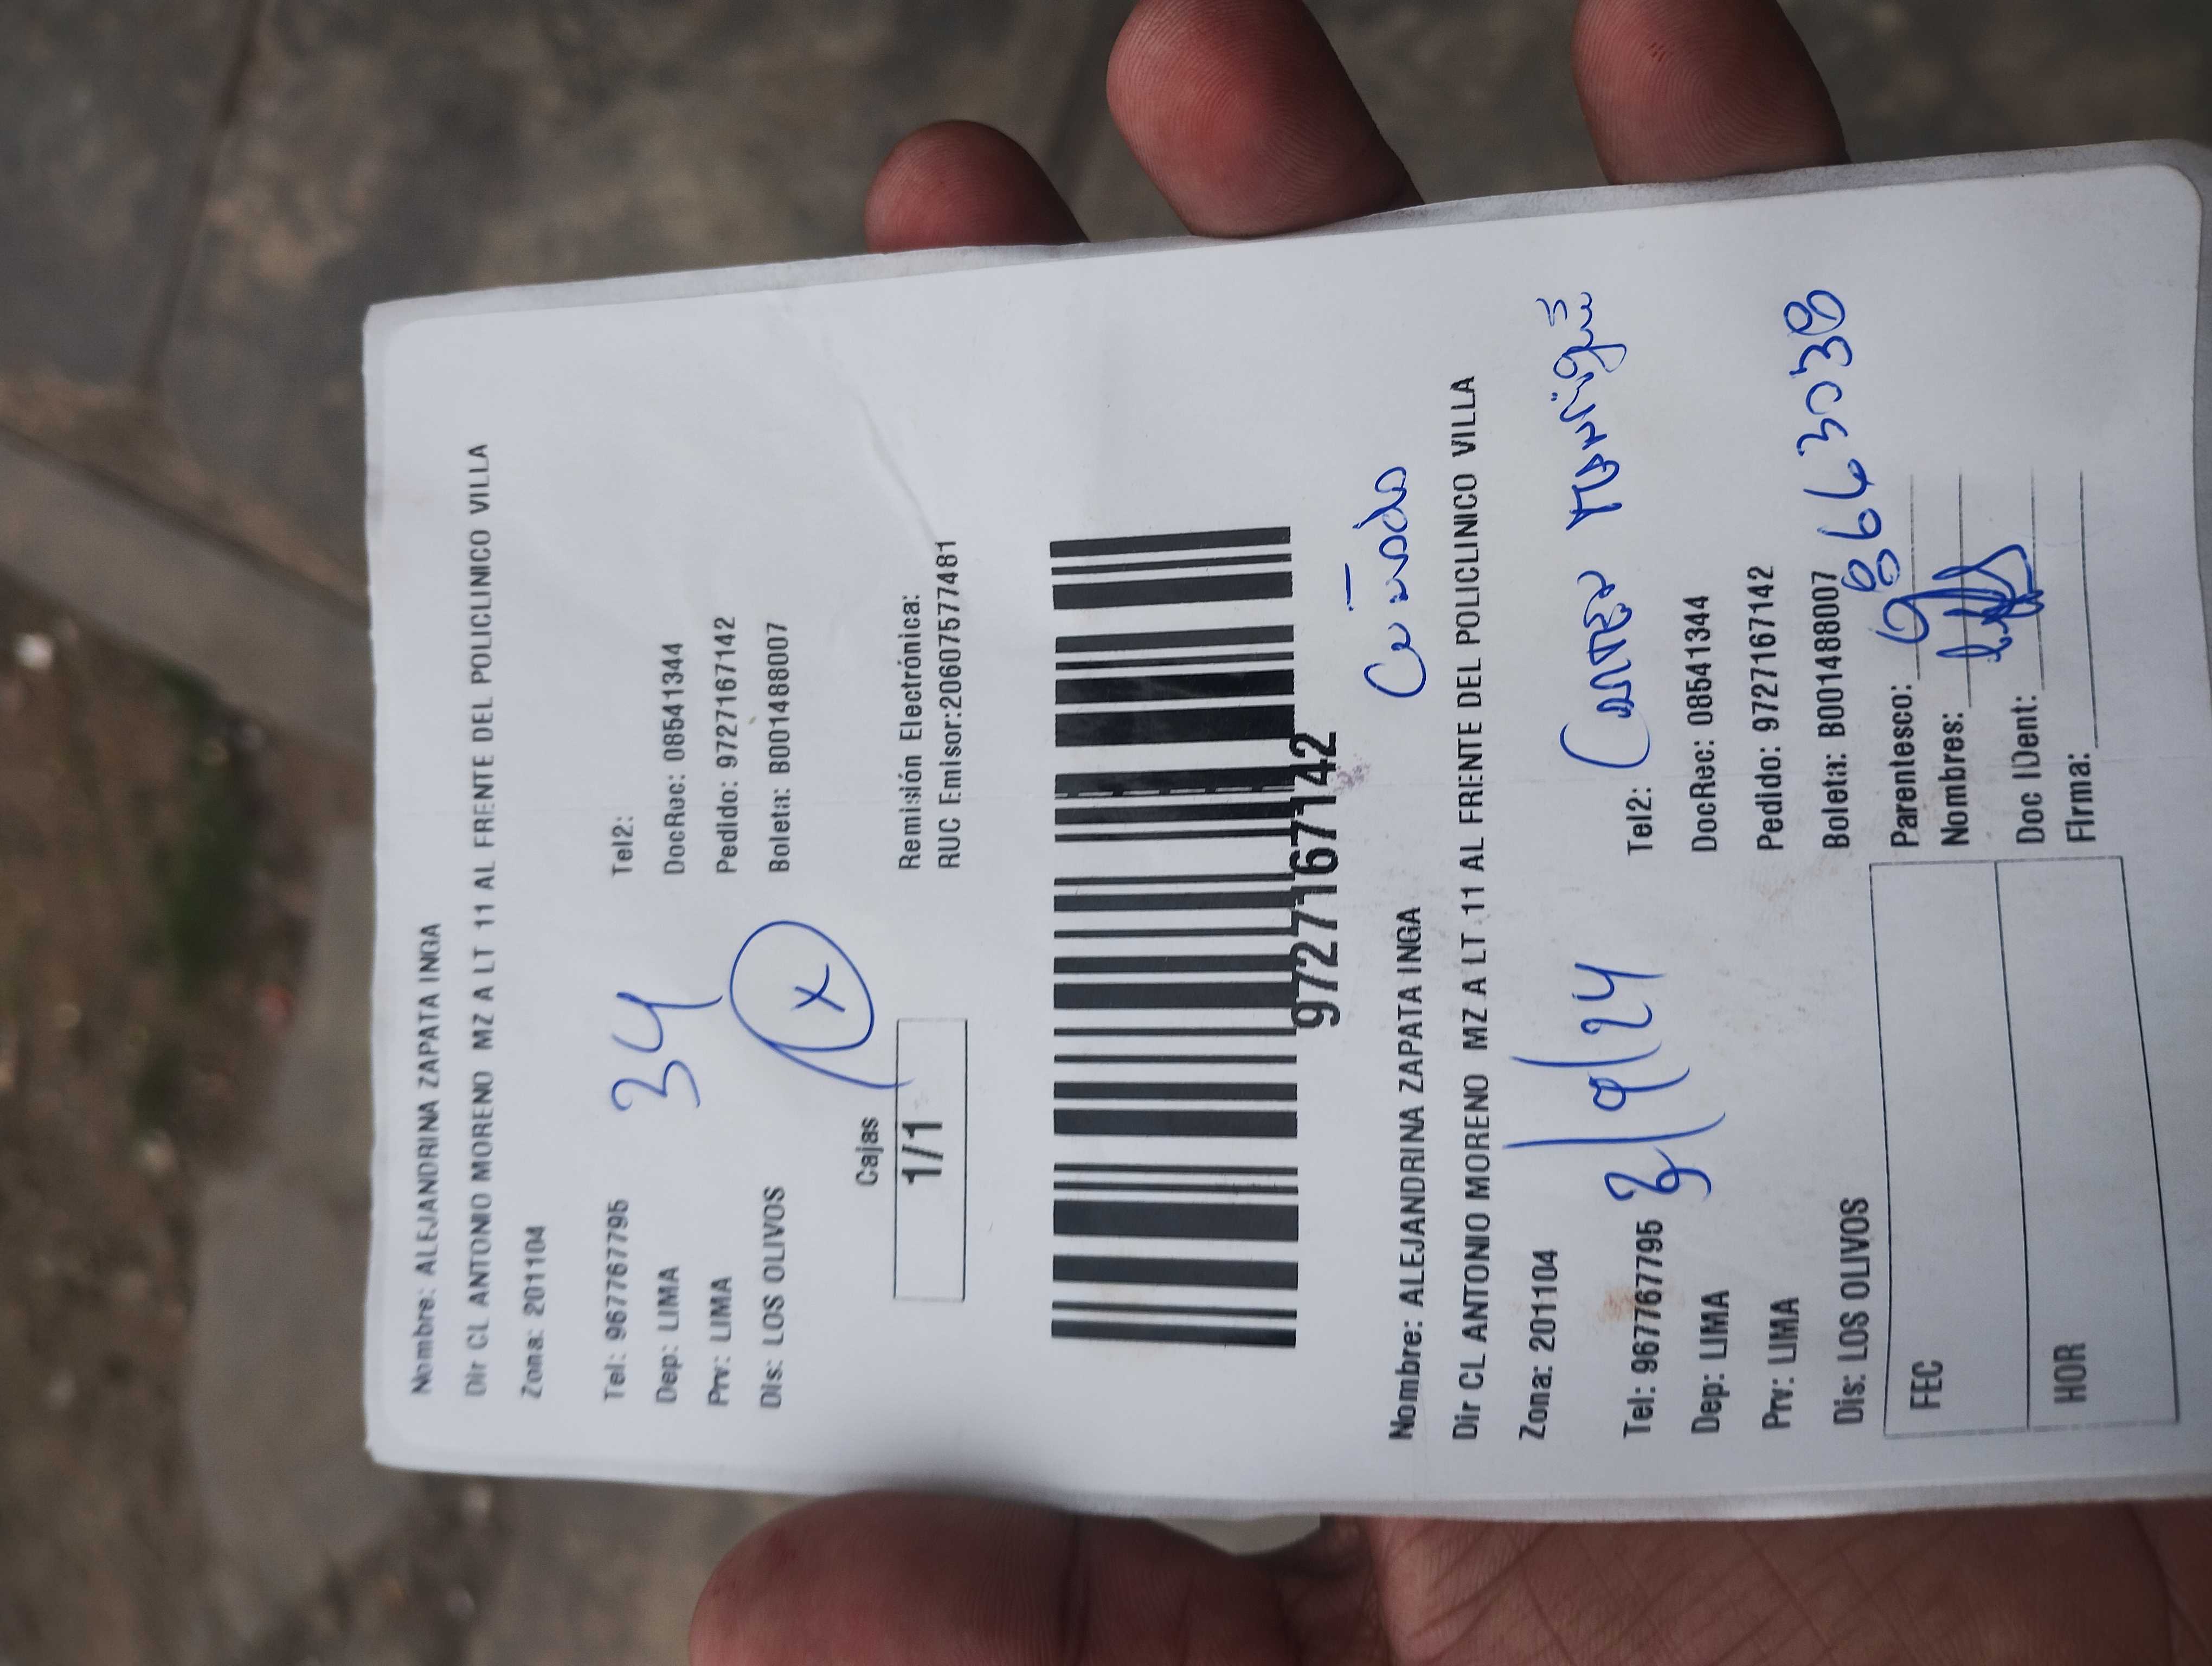 Nombre: ALEJANDRINA ZAPATA INGA
Dir CL ANTONIO MORENO MZ A LT 11 AL FRENTE DEL POLICLINICO VILLA
Zona: 201104
Tel: 967767795 34 Tel2:
Dep: LIMA DocRec: 08541344
Prv: LIMA Pedido: 9727167142
Dis: LOS OLIVOS X Boleta: B001488007
Cajas
1/1
Remisión Electrónica:
RUC Emisor:20607577481
9727167142
Cuñado
Nombre: ALEJANDRINA ZAPATA INGA
Dir CL ANTONIO MORENO MZ A LT 11 AL FRENTE DEL POLICLINICO VILLA
Zona: 201104
Manrique
Tel: 967767795 3/9/24 Tel2:
Dep: LIMA DocRec: 08541344
Prv: LIMA Pedido: 9727167142
Dis: LOS OLIVOS Boleta: B001488007
FEC Parentesco:
Nombres:
HOR Doc IDent:
Firma: